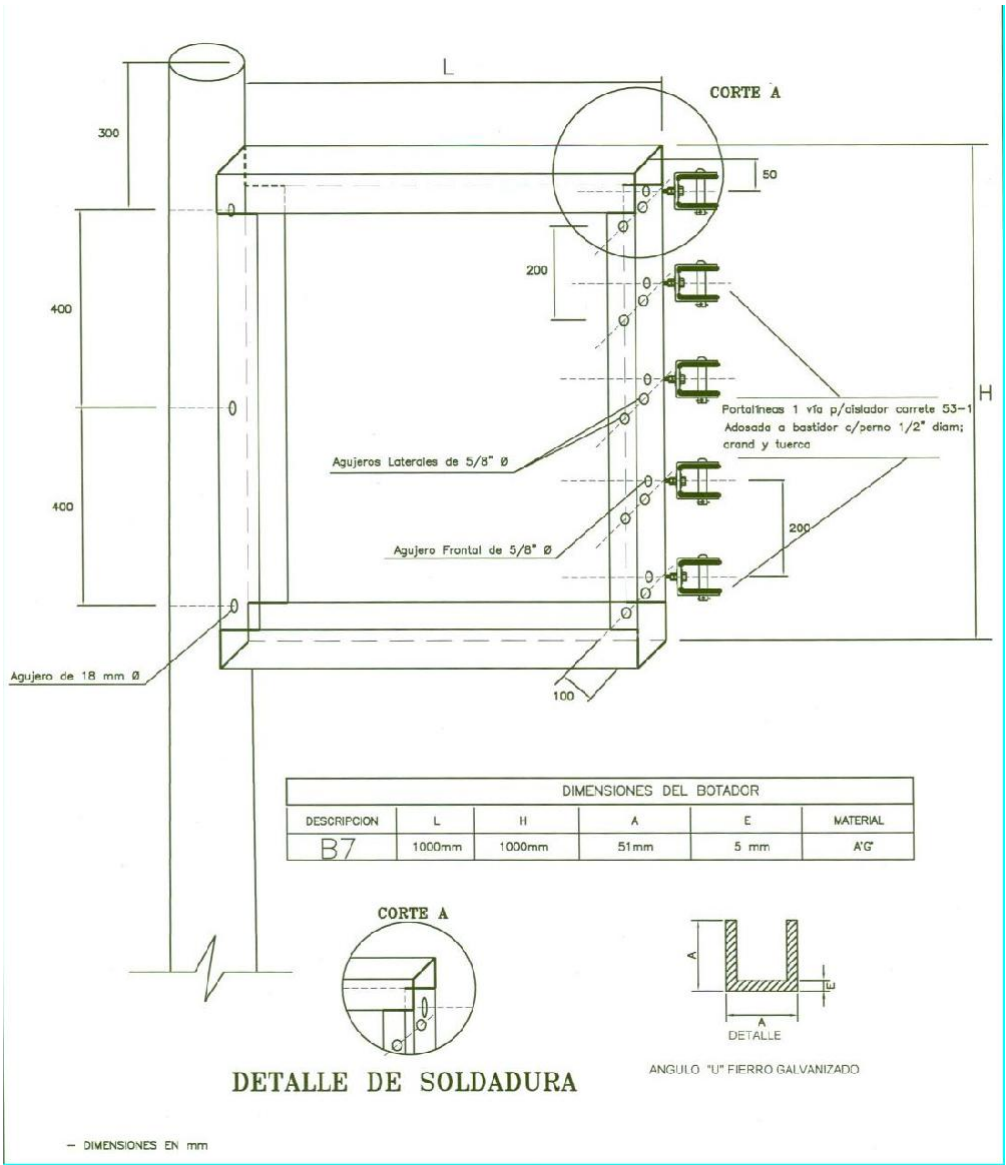 L
CORTE A
300
50
200
400
H
Portalineas 1 vía p/aislador carrete 53-1
Adosada a bastidor c/perno 1/2" diam;
arand y tuerca
Agujeros Laterales de 5/8" Ø
400
200
Agujero Frontal de 5/8" Ø
Agujero de 18 mm Ø
100
DIMENSIONES DEL BOTADOR
DESCRIPCION L H A E MATERIAL
B7 1000mm 1000mm 51mm 5 mm A'G'
CORTE A
A
E
A
DETALLE
ANGULO "U" FIERRO GALVANIZADO
DETALLE DE SOLDADURA
- DIMENSIONES EN mm